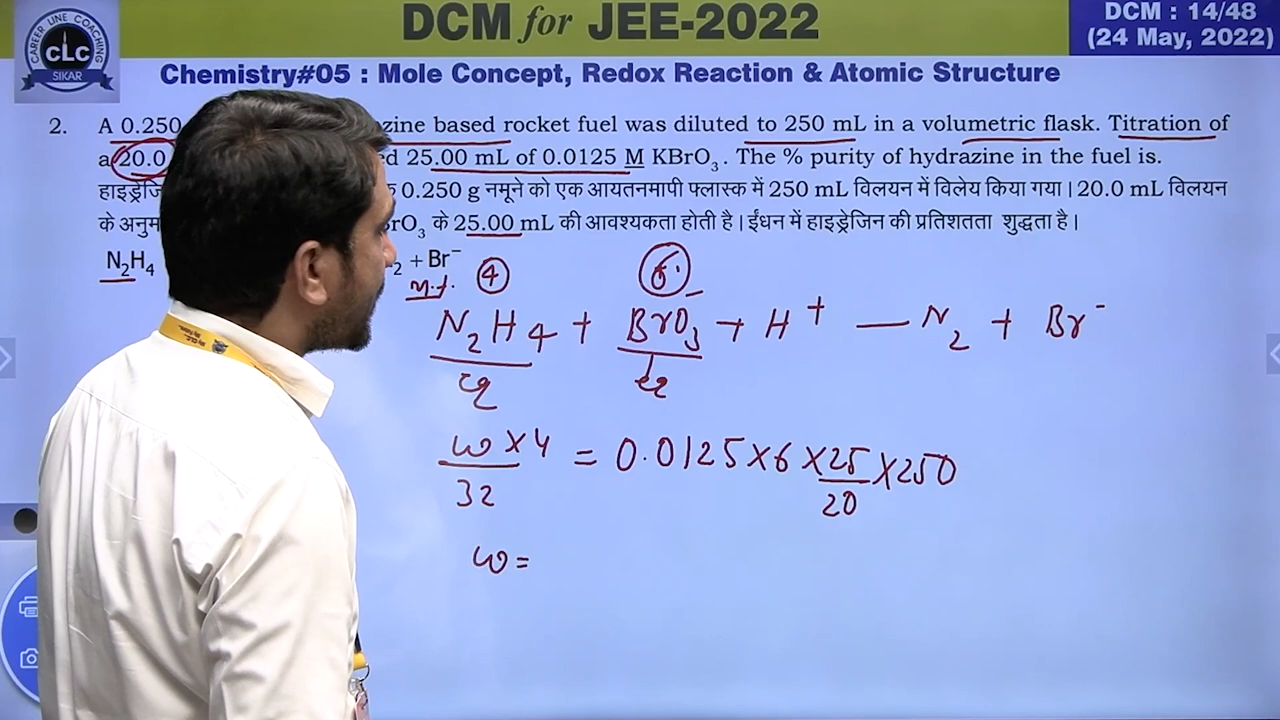 DCM for JEE-2022
DCM : 14/48
(24 May, 2022)
CAREER LINE COACHING
CLC
SIKAR
Chemistry#05 : Mole Concept, Redox Reaction & Atomic Structure
2. A 0.250 zine based rocket fuel was diluted to 250 mL in a volumetric flask. Titration of
a 20.0 ed 25.00 mL of 0.0125 M KBrO₃. The % purity of hydrazine in the fuel is.
हाइड्रेजि के 0.250 g नमूने को एक आयतनमापी फ्लास्क में 250 mL विलयन में विलेय किया गया। 20.0 mL विलयन
के अनुम rO₃ के 25.00 mL की आवश्यकता होती है। ईंधन में हाइड्रेजिन की प्रतिशतता शुद्धता है।
N₂H₄ ₂ + Br⁻
n.f. 4 6
N₂H₄ + BrO₃⁻ + H⁺ — N₂ + Br⁻
eq eq
w×4/32 = 0.0125×6×25/20×250
w=